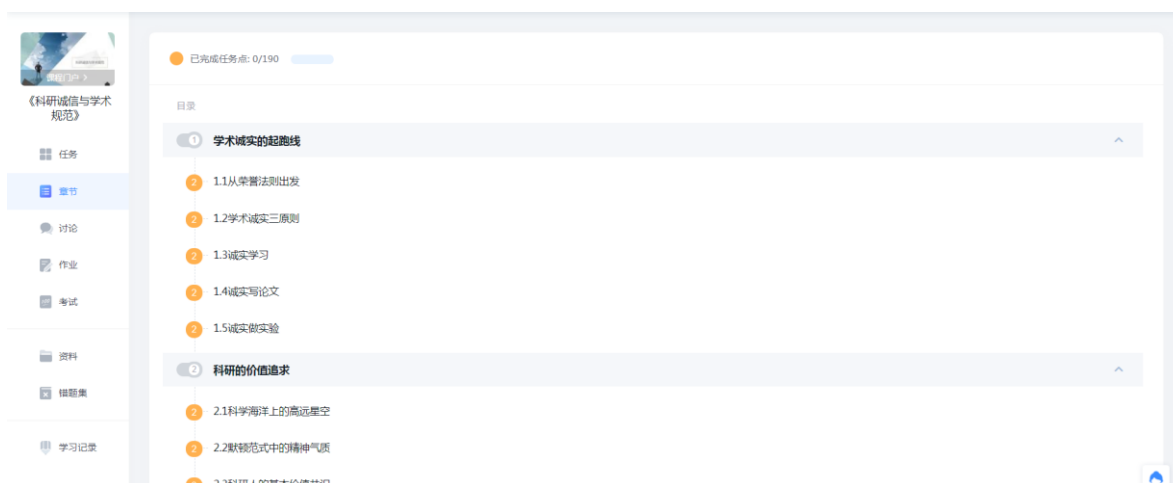 课程门户 >
《科研诚信与学术
规范》
任务
章节
讨论
作业
考试
资料
错题集
学习记录
已完成任务点: 0/190
目录
1 学术诚实的起跑线
2 1.1从荣誉法则出发
2 1.2学术诚实三原则
2 1.3诚实学习
2 1.4诚实写论文
2 1.5诚实做实验
2 科研的价值追求
2 2.1科学海洋上的高远星空
2 2.2默顿范式中的精神气质